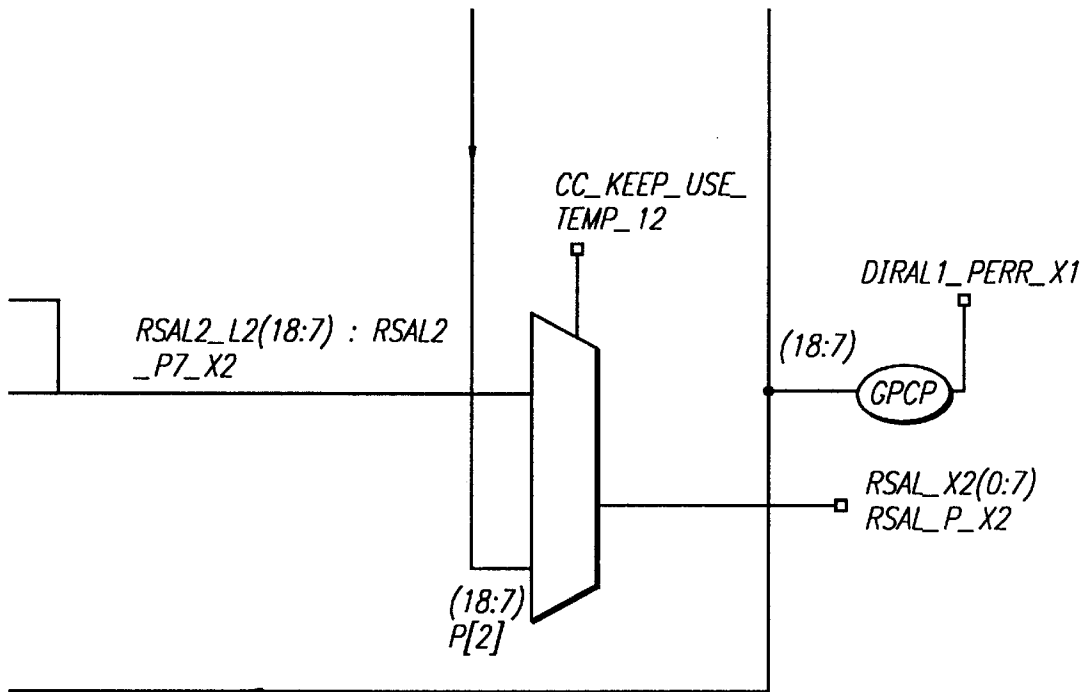 CC_KEEP_USE_
TEMP_12
DIRAL1_PERR_X1
RSAL2_L2(18:7) : RSAL2
_P7_X2
(18:7)
GPCP
RSAL_X2(0:7)
RSAL_P_X2
(18:7)
P[2]